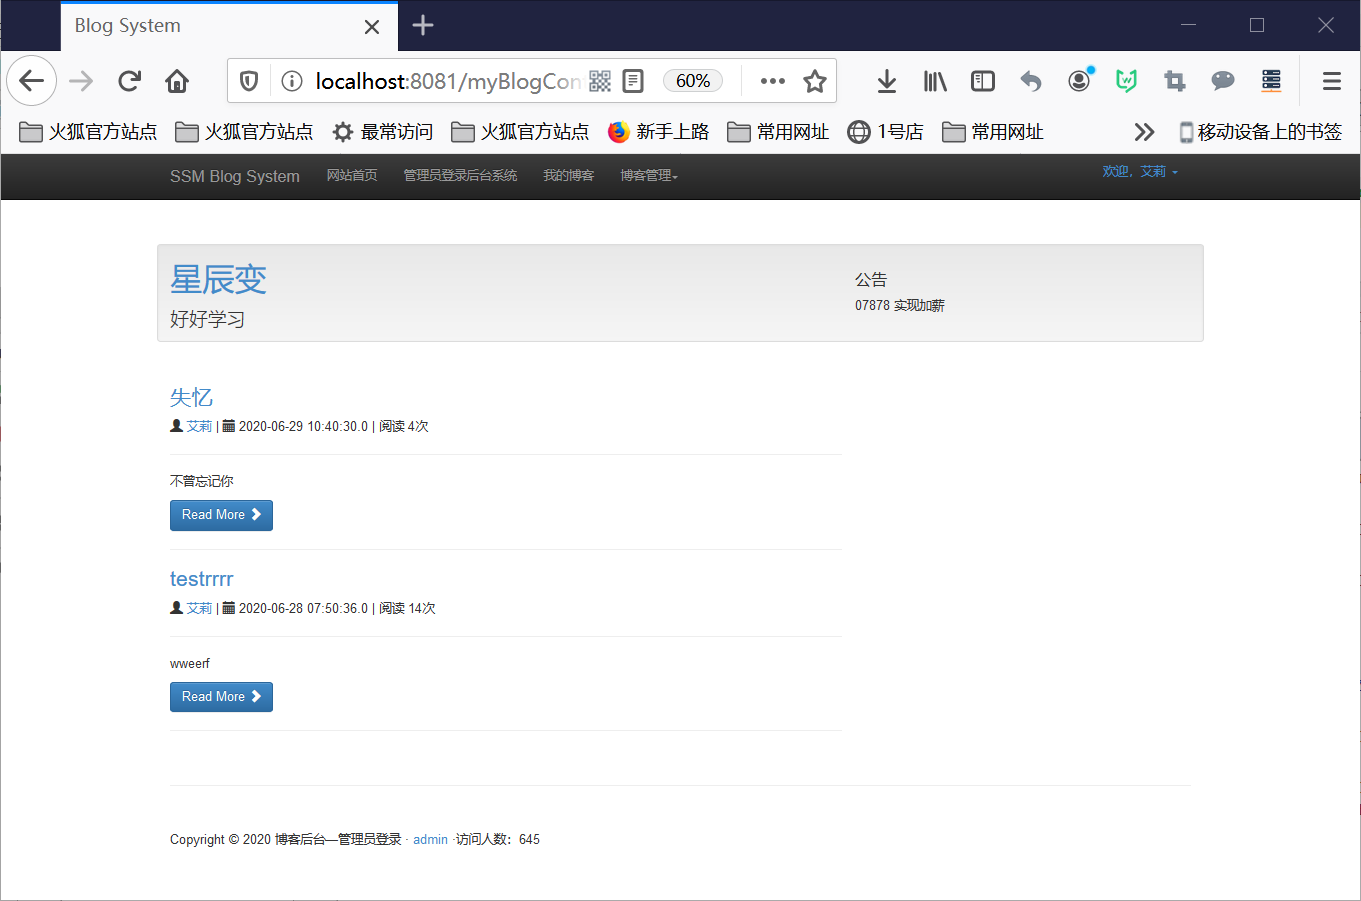 Blog System
localhost:8081/myBlogCon
60%
火狐官方站点 火狐官方站点 最常访问 火狐官方站点 新手上路 常用网址 1号店 常用网址 移动设备上的书签
SSM Blog System 网站首页 管理员登录后台系统 我的博客 博客管理 欢迎，艾莉
星辰变
好好学习
公告
07878 实现加薪
失忆
艾莉 | 2020-06-29 10:40:30.0 | 阅读 4次
不曾忘记你
Read More
testrrrr
艾莉 | 2020-06-28 07:50:36.0 | 阅读 14次
wweerf
Read More
Copyright © 2020 博客后台—管理员登录 · admin ·访问人数：645